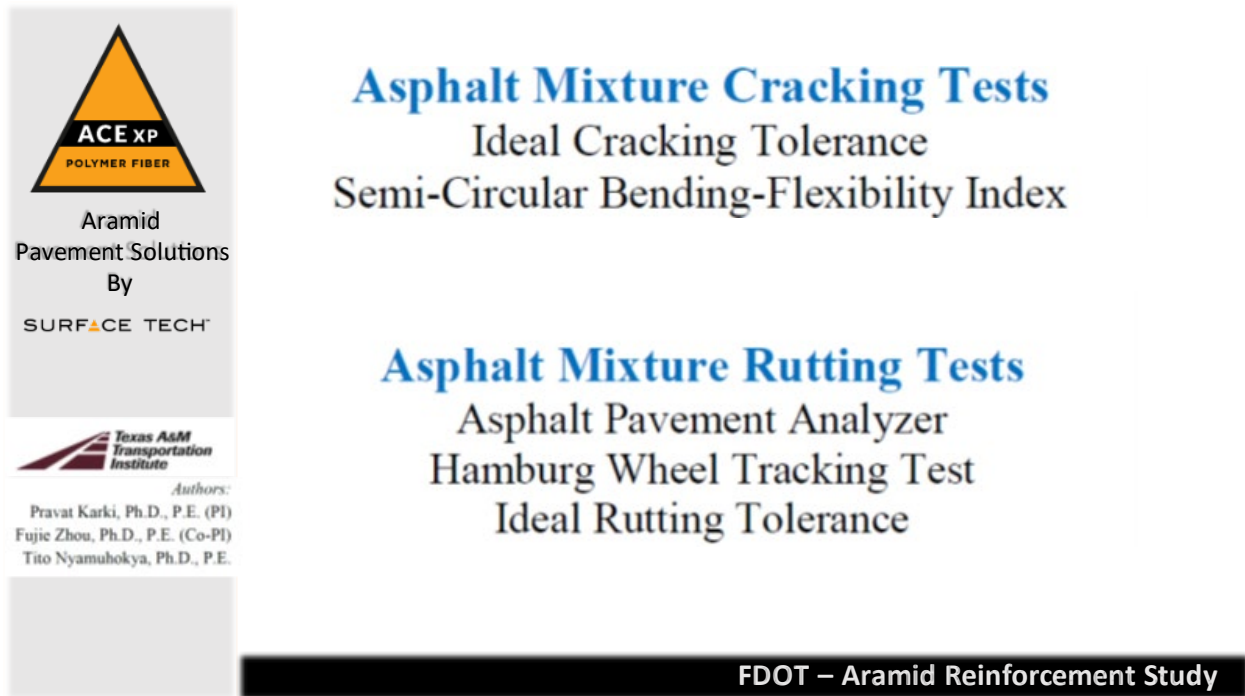 ACE XP
POLYMER FIBER
Aramid
Pavement Solutions
By
SURFACE TECH™
Texas A&M
Transportation
Institute
Authors:
Pravat Karki, Ph.D., P.E. (PI)
Fujie Zhou, Ph.D., P.E. (Co-PI)
Tito Nyamuhokya, Ph.D., P.E.
Asphalt Mixture Cracking Tests
Ideal Cracking Tolerance
Semi-Circular Bending-Flexibility Index
Asphalt Mixture Rutting Tests
Asphalt Pavement Analyzer
Hamburg Wheel Tracking Test
Ideal Rutting Tolerance
FDOT – Aramid Reinforcement Study